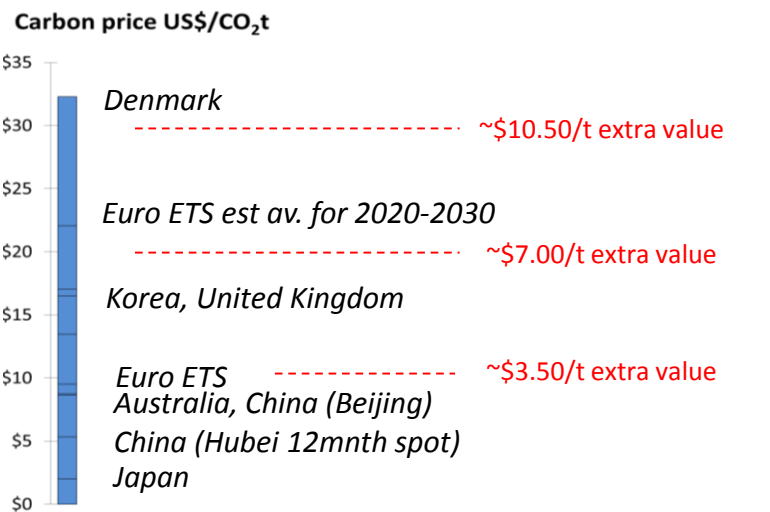 Carbon price US$/CO₂t
$35
Denmark
$30
~$10.50/t extra value
$25
Euro ETS est av. for 2020-2030
$20
~$7.00/t extra value
Korea, United Kingdom
$15
$10
Euro ETS
~$3.50/t extra value
Australia, China (Beijing)
$5
China (Hubei 12mnth spot)
Japan
$0